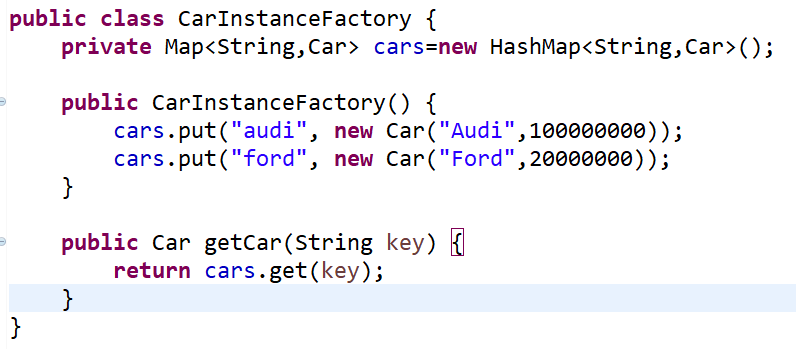 public class CarInstanceFactory {
    private Map<String,Car> cars=new HashMap<String,Car>();
    public CarInstanceFactory() {
        cars.put("audi", new Car("Audi",100000000));
        cars.put("ford", new Car("Ford",20000000));
    }
    public Car getCar(String key) {
        return cars.get(key);
    }
}